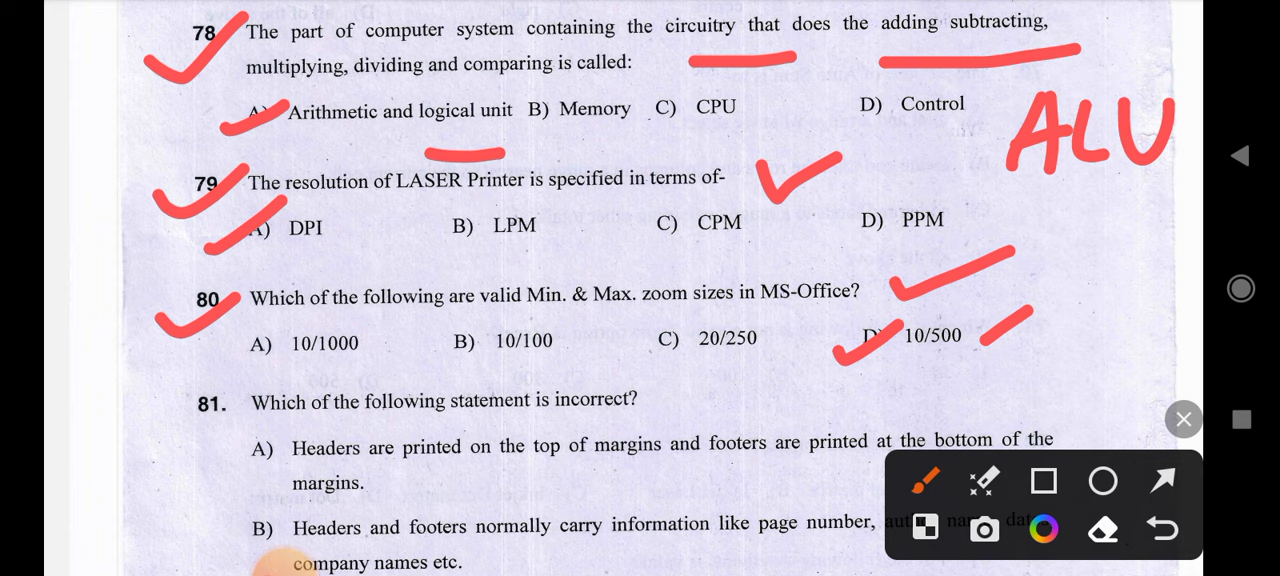 78 The part of computer system containing the circuitry that does the adding subtracting,
multiplying, dividing and comparing is called:
A) Arithmetic and logical unit B) Memory C) CPU D) Control
ALU
79 The resolution of LASER Printer is specified in terms of-
A) DPI B) LPM C) CPM D) PPM
80 Which of the following are valid Min. & Max. zoom sizes in MS-Office?
A) 10/1000 B) 10/100 C) 20/250 D) 10/500
81. Which of the following statement is incorrect?
A) Headers are printed on the top of margins and footers are printed at the bottom of the
margins.
B) Headers and footers normally carry information like page number,
company names etc.